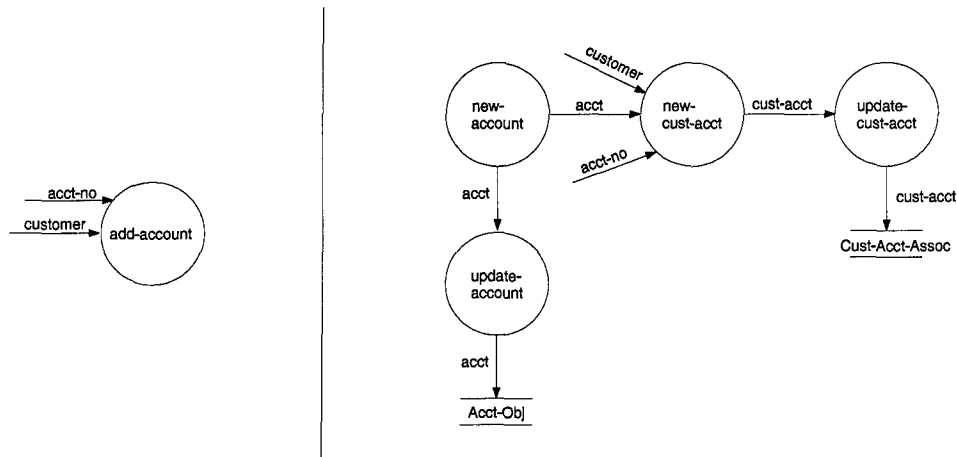 acct-no
customer
add-account
new-
account
acct
customer
acct-no
new-
cust-acct
cust-acct
update-
cust-acct
cust-acct
Cust-Acct-Assoc
acct
update-
account
acct
Acct-Obj